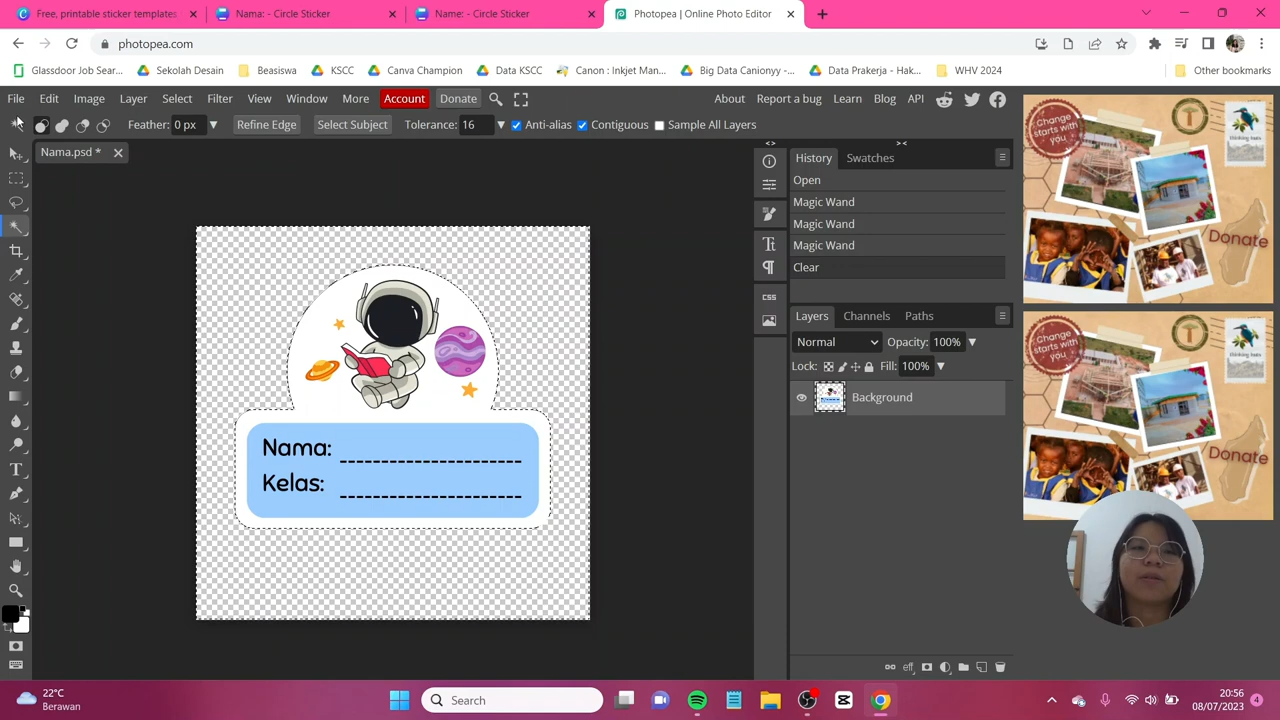 Free, printable sticker templates
Nama: - Circle Sticker
Name: - Circle Sticker
Photopea | Online Photo Editor
photopea.com
Glassdoor Job Sear...
Sekolah Desain
Beasiswa
KSCC
Canva Champion
Data KSCC
Canon : Inkjet Man...
Big Data Canionyy -...
Data Prakerja - Hak...
WHV 2024
Other bookmarks
File Edit Image Layer Select Filter View Window More Account Donate
About Report a bug Learn Blog API
Feather: 0 px Refine Edge Select Subject Tolerance: 16 Anti-alias Contiguous Sample All Layers
Nama.psd *
History Swatches
Open
Magic Wand
Magic Wand
Magic Wand
Clear
Layers Channels Paths
Normal Opacity: 100%
Lock: Fill: 100%
Background
CSS
Nama:
Kelas:
Change
starts with
you
Donate
Change
starts with
you
Donate
22°C
Berawan
Search
20:56
08/07/2023
4